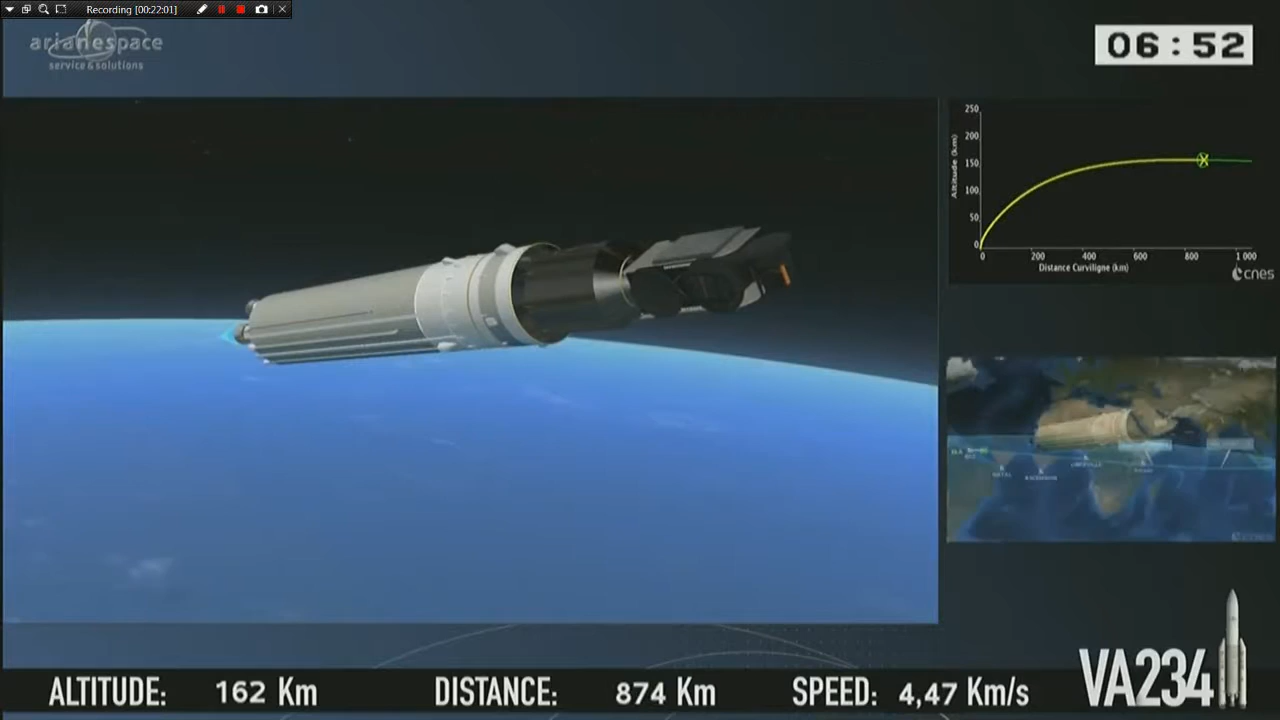 Recording [00:22:01]
arianespace
service & solutions
06:52
250
200
150
100
50
0
Altitude (km)
0 200 400 600 800 1 000
Distance Curviligne (km)
cnes
NATAL
ASCENSION
LIBREVILLE
cnes
VA234
ALTITUDE: 162 Km DISTANCE: 874 Km SPEED: 4,47 Km/s